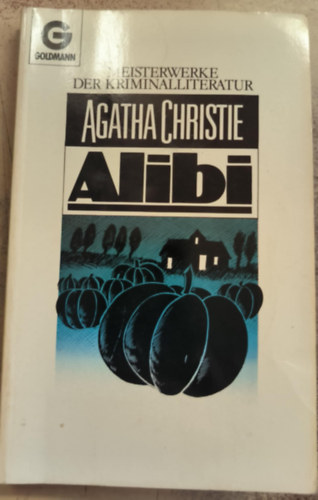 G
GOLDMANN
EISTERWERKE
DER KRIMINALLITERATUR
AGATHA CHRISTIE
Alibi